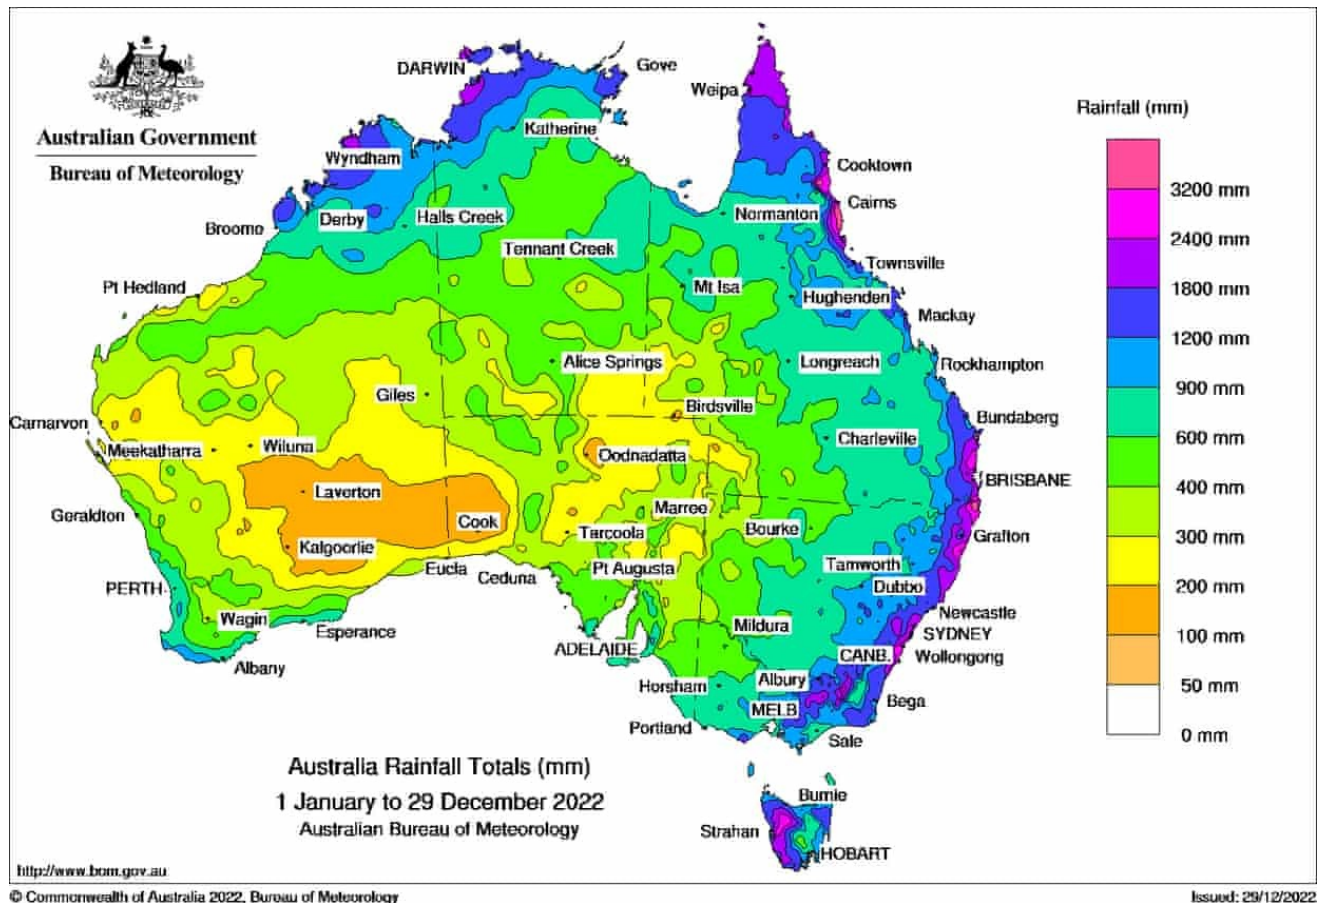 Australian Government
Bureau of Meteorology
DARWIN
Gove
Weipa
Katherine
Wyndham
Cooktown
Broome
Derby
Halls Creek
Normanton
Cairns
Tennant Creek
Townsville
Pt Hedland
Mt Isa
Hughenden
Mackay
Alice Springs
Longreach
Rockhampton
Giles
Birdsville
Carnarvon
Bundaberg
Meekatharra
Wiluna
Oodnadatta
Charleville
Laverton
BRISBANE
Geraldton
Cook
Marree
Kalgoorlie
Tarcoola
Bourke
Grafton
Eucla
Ceduna
Pt Augusta
Tamworth
PERTH
Dubbo
Wagin
Esperance
Mildura
Newcastle
SYDNEY
ADELAIDE
CANB.
Wollongong
Albany
Horsham
Albury
Bega
MELB
Portland
Sale
Burnie
Strahan
HOBART
Rainfall (mm)
3200 mm
2400 mm
1800 mm
1200 mm
900 mm
600 mm
400 mm
300 mm
200 mm
100 mm
50 mm
0 mm
Australia Rainfall Totals (mm)
1 January to 29 December 2022
Australian Bureau of Meteorology
http://www.bom.gov.au
© Commonwealth of Australia 2022, Bureau of Meteorology
Issued: 29/12/2022